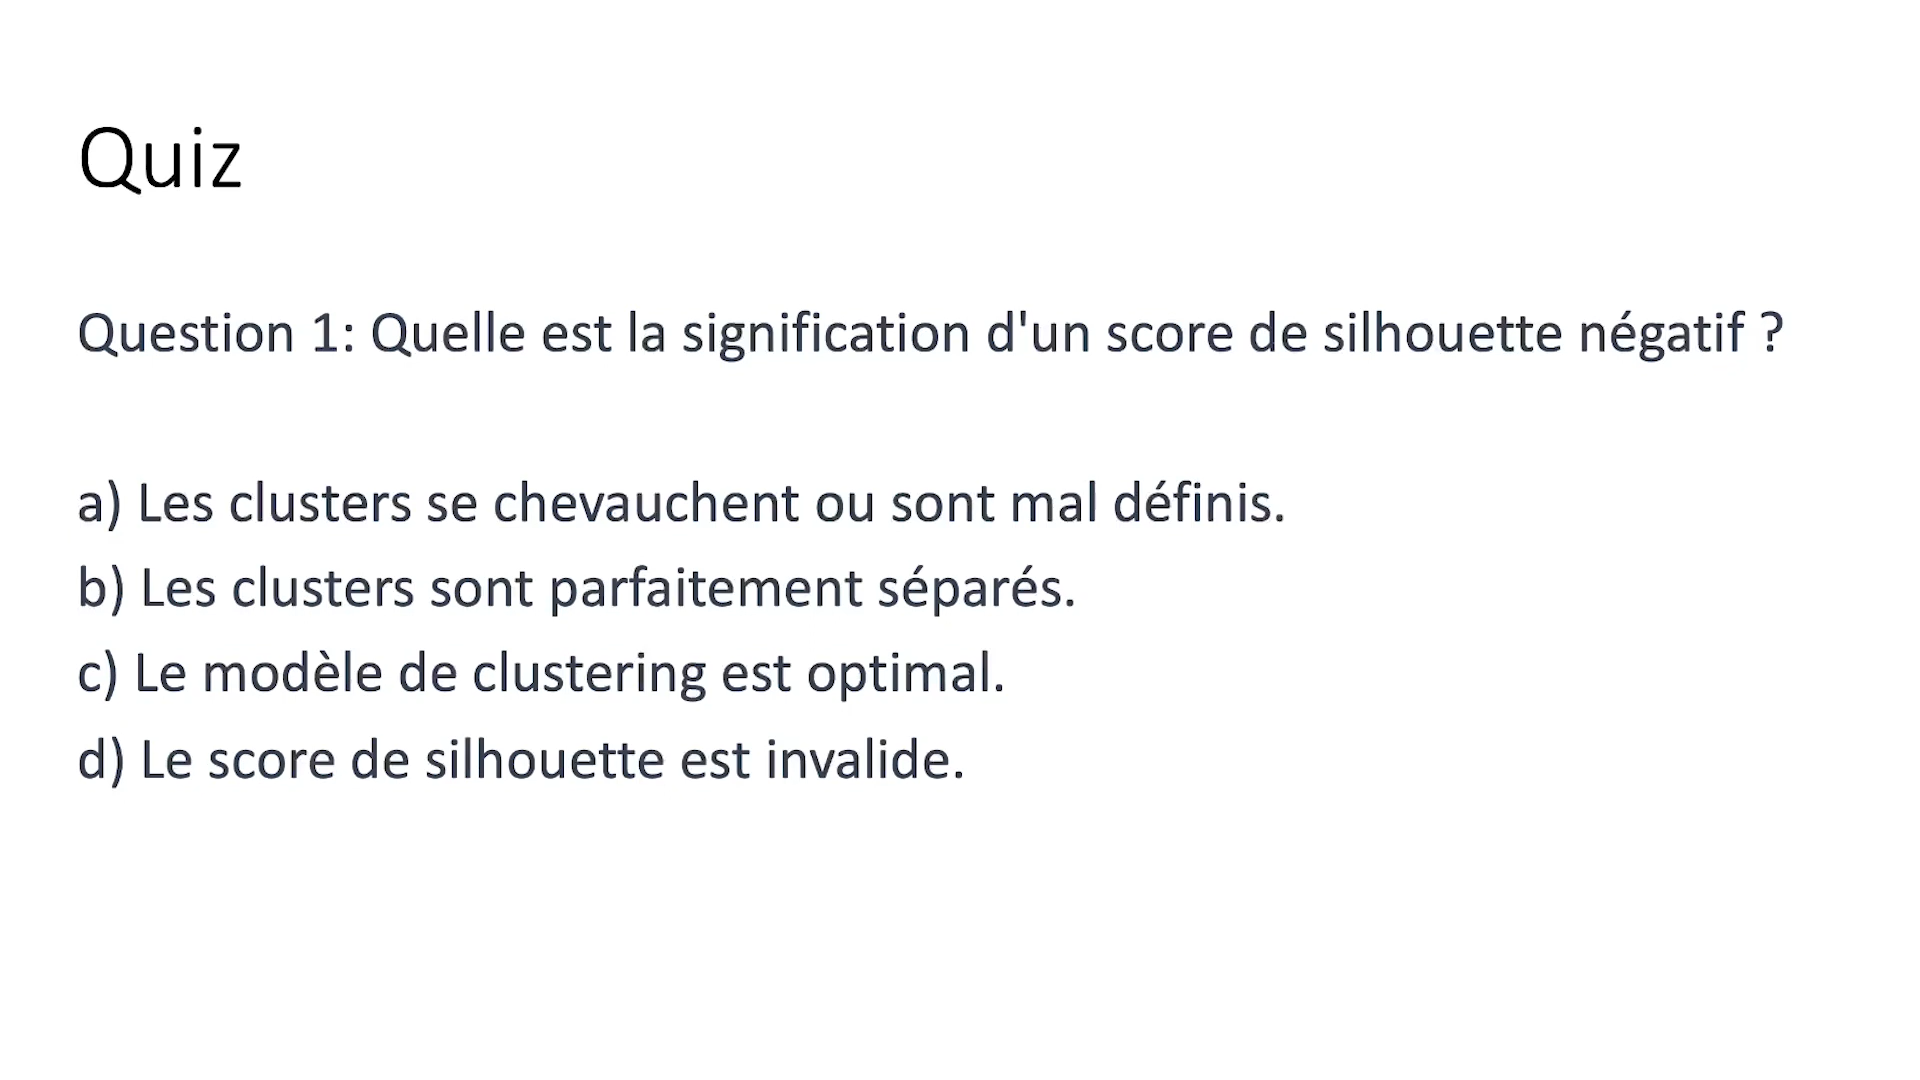 Quiz
Question 1: Quelle est la signification d'un score de silhouette négatif ?
a) Les clusters se chevauchent ou sont mal définis.
b) Les clusters sont parfaitement séparés.
c) Le modèle de clustering est optimal.
d) Le score de silhouette est invalide.